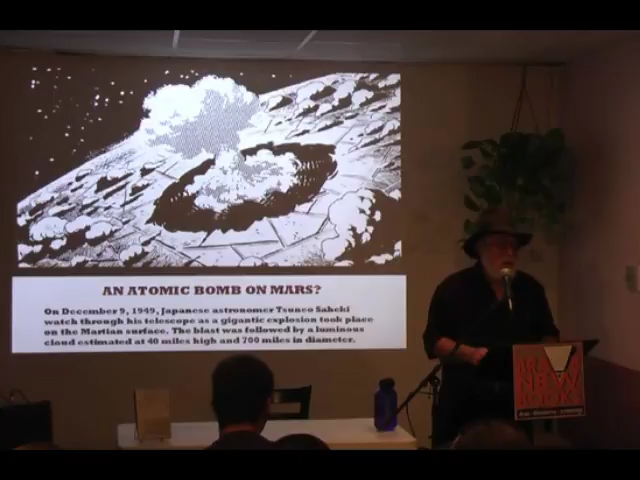 AN ATOMIC BOMB ON MARS?
On December 9, 1949, Japanese astronomer Tsuneo Saheki
watch through his telescope as a gigantic explosion took place
on the Martian surface. The blast was followed by a luminous
cloud estimated at 40 miles high and 700 miles in diameter.
NEW
BOOKS